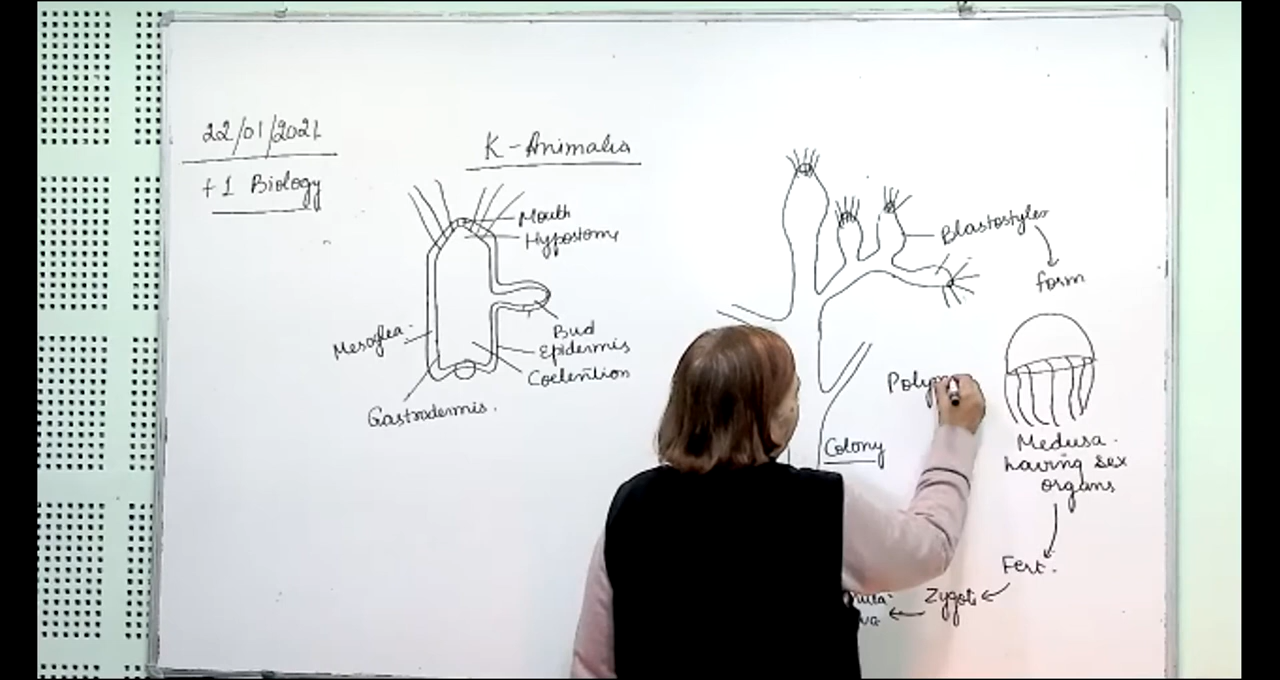 22/01/2021
+1 Biology
K-Animalia
Mouth
Hypostome
Mesoglea.
Bud
Epidermis
Coelention
Gastrodermis.
Blastostyles
form
Colony
Medusa.
having sex
organs
Fert.
Zygote